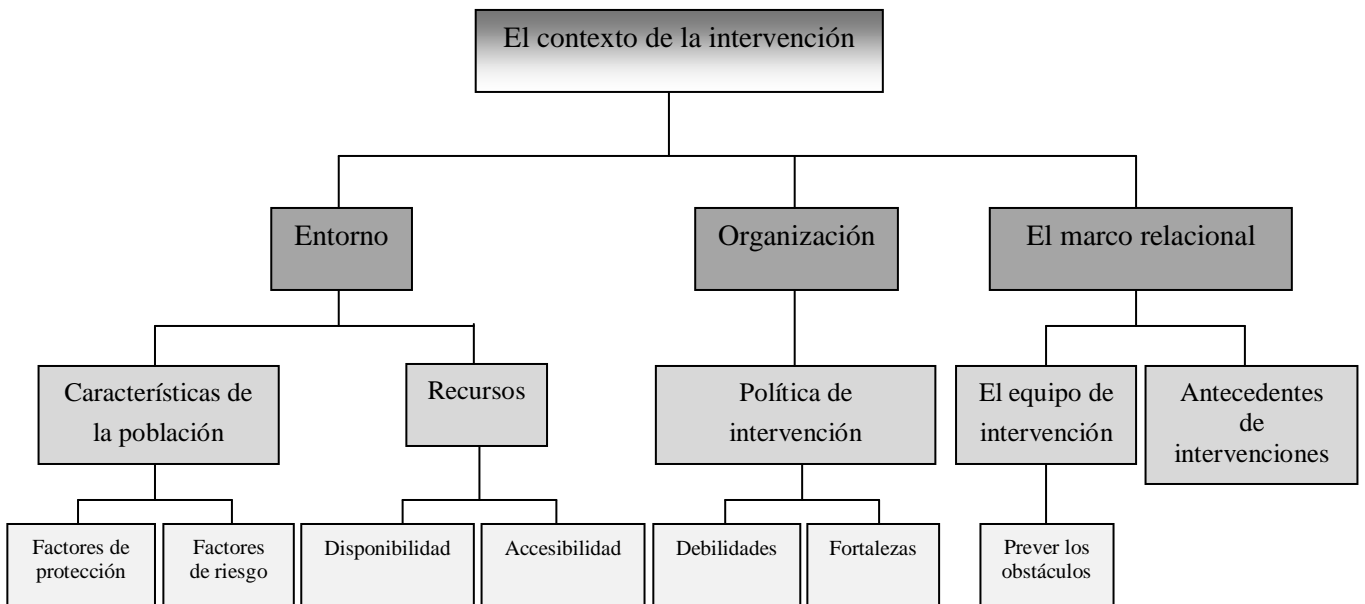 El contexto de la intervención
Entorno
Organización
El marco relacional
Características de
la población
Recursos
Política de
intervención
El equipo de
intervención
Antecedentes
de
intervenciones
Factores de
protección
Factores
de riesgo
Disponibilidad
Accesibilidad
Debilidades
Fortalezas
Prever los
obstáculos